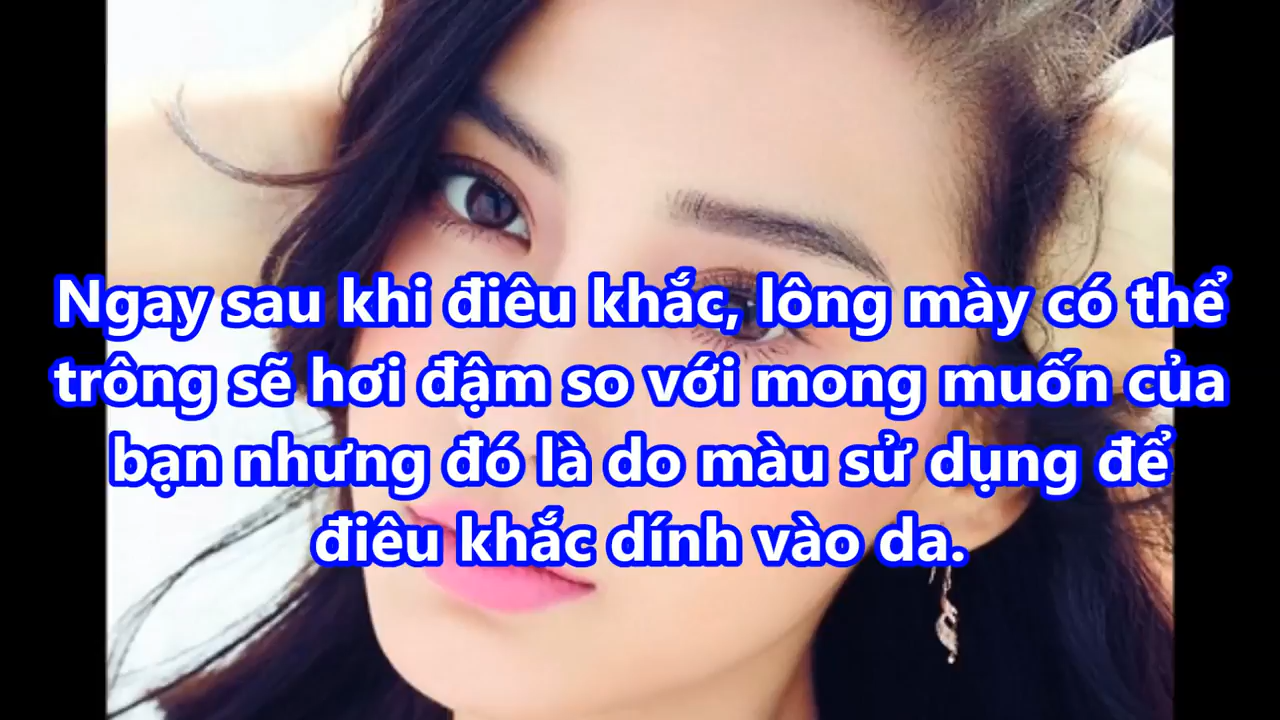 Ngay sau khi điêu khắc, lông mày có thể
trông sẽ hơi đậm so với mong muốn của
bạn nhưng đó là do màu sử dụng để
điêu khắc dính vào da.